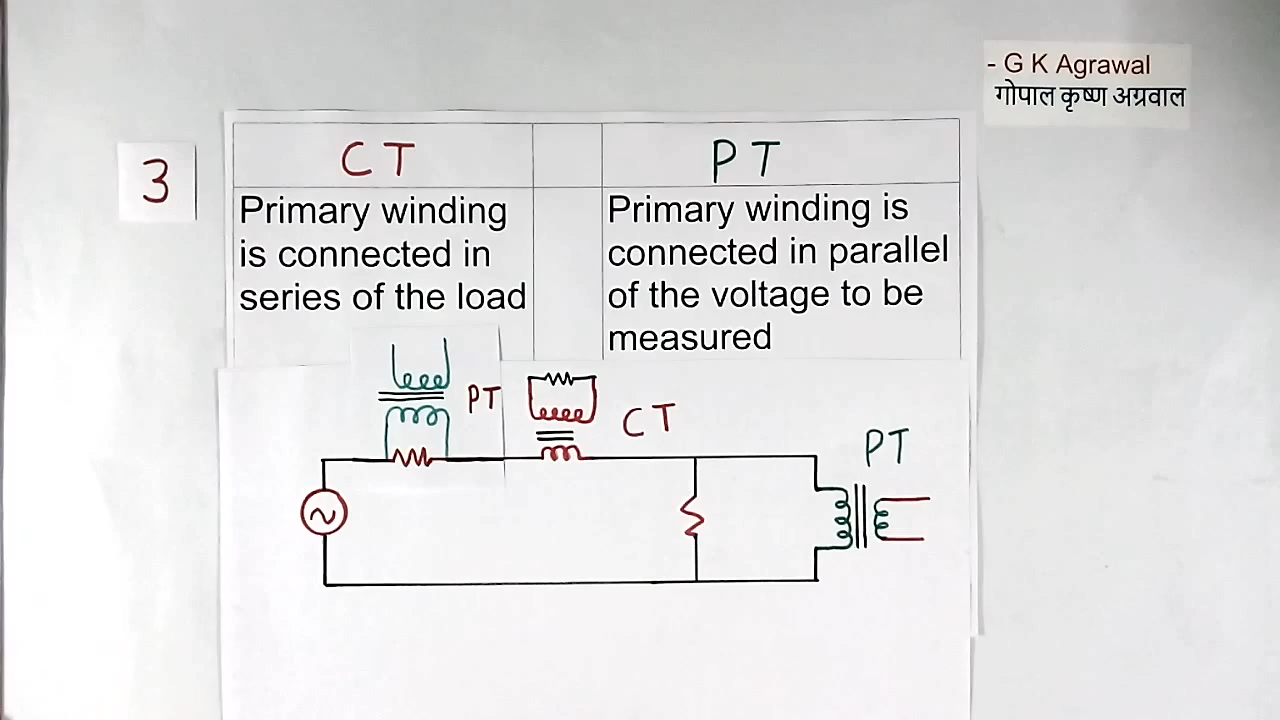 - G K Agrawal
गोपाल कृष्ण अग्रवाल
3
CT
PT
Primary winding
is connected in
series of the load
Primary winding is
connected in parallel
of the voltage to be
measured
PT
CT
PT